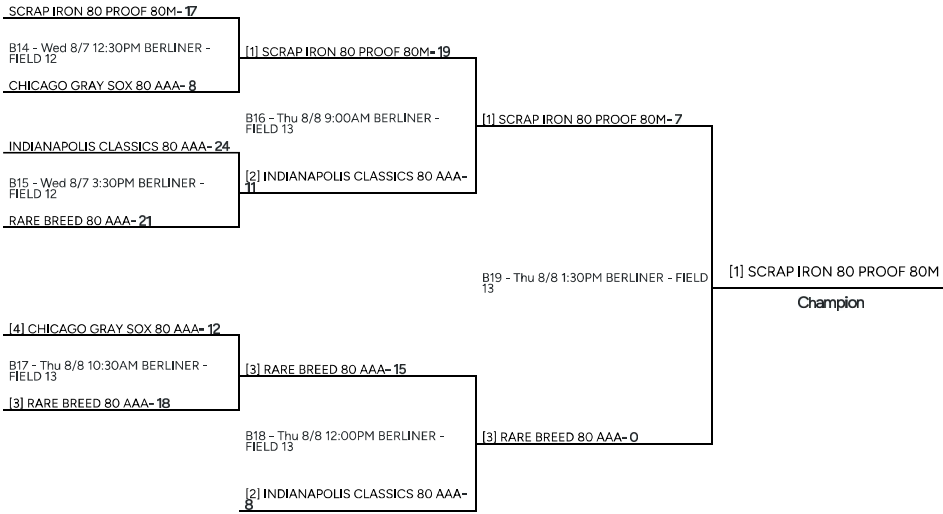 SCRAP IRON 80 PROOF 80M- 17
B14 - Wed 8/7 12:30PM BERLINER -
FIELD 12
CHICAGO GRAY SOX 80 AAA- 8
[1] SCRAP IRON 80 PROOF 80M- 19
B16 - Thu 8/8 9:00AM BERLINER -
FIELD 13
[1] SCRAP IRON 80 PROOF 80M- 7
INDIANAPOLIS CLASSICS 80 AAA- 24
B15 - Wed 8/7 3:30PM BERLINER -
FIELD 12
RARE BREED 80 AAA- 21
[2] INDIANAPOLIS CLASSICS 80 AAA-
11
B19 - Thu 8/8 1:30PM BERLINER - FIELD
13
[1] SCRAP IRON 80 PROOF 80M
Champion
[4] CHICAGO GRAY SOX 80 AAA- 12
B17 - Thu 8/8 10:30AM BERLINER -
FIELD 13
[3] RARE BREED 80 AAA- 18
[3] RARE BREED 80 AAA- 15
B18 - Thu 8/8 12:00PM BERLINER -
FIELD 13
[3] RARE BREED 80 AAA- 0
[2] INDIANAPOLIS CLASSICS 80 AAA-
8